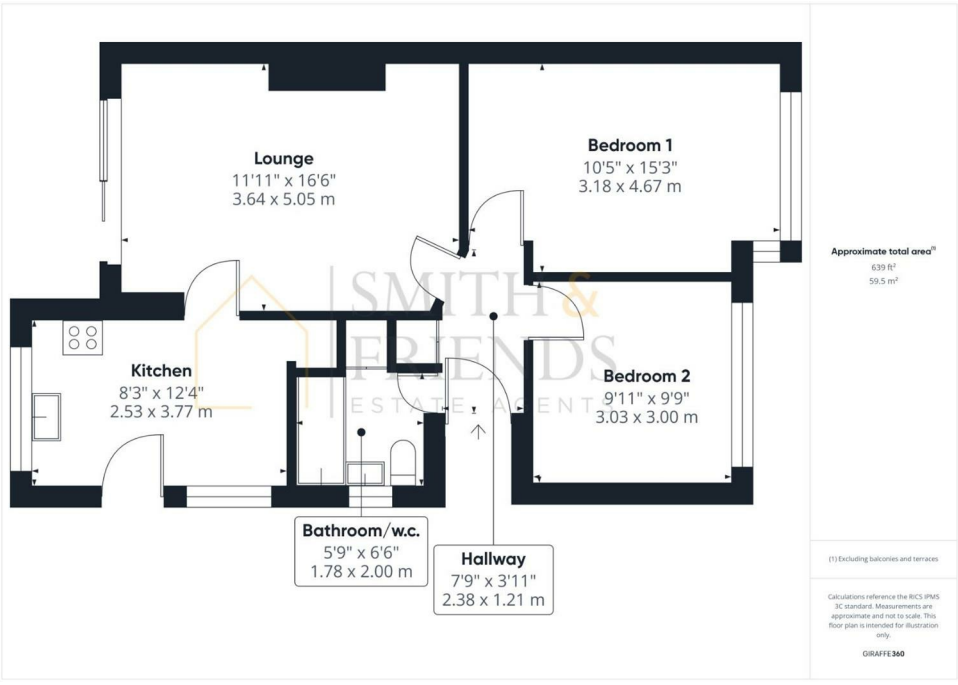 Lounge
11'11" x 16'6"
3.64 x 5.05 m
Bedroom 1
10'5" x 15'3"
3.18 x 4.67 m
SMITH &
FRIENDS
ESTATE AGENTS
Kitchen
8'3" x 12'4"
2.53 x 3.77 m
Bedroom 2
9'11" x 9'9"
3.03 x 3.00 m
Bathroom/w.c.
5'9" x 6'6"
1.78 x 2.00 m
Hallway
7'9" x 3'11"
2.38 x 1.21 m
Approximate total area⁽¹⁾
639 ft²
59.5 m²
(1) Excluding balconies and terraces
Calculations reference the RICS IPMS
3C standard. Measurements are
approximate and not to scale. This
floor plan is intended for illustration
only.
GIRAFFE360